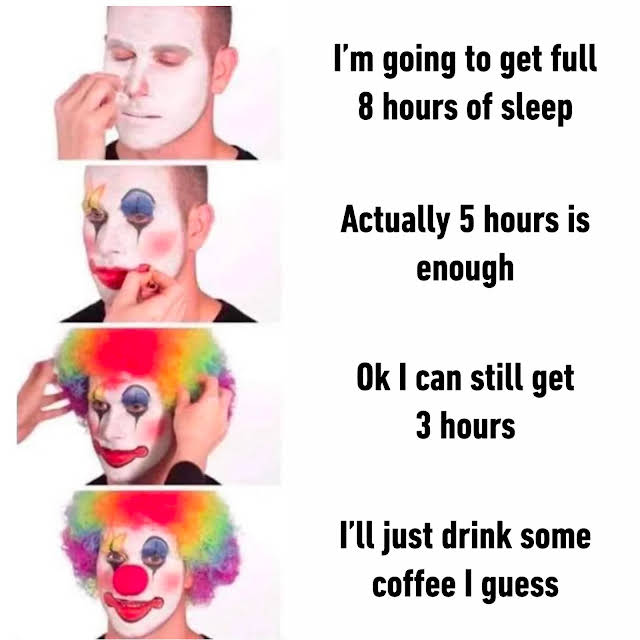 I'm going to get full
8 hours of sleep
Actually 5 hours is
enough
Ok I can still get
3 hours
I'll just drink some
coffee I guess